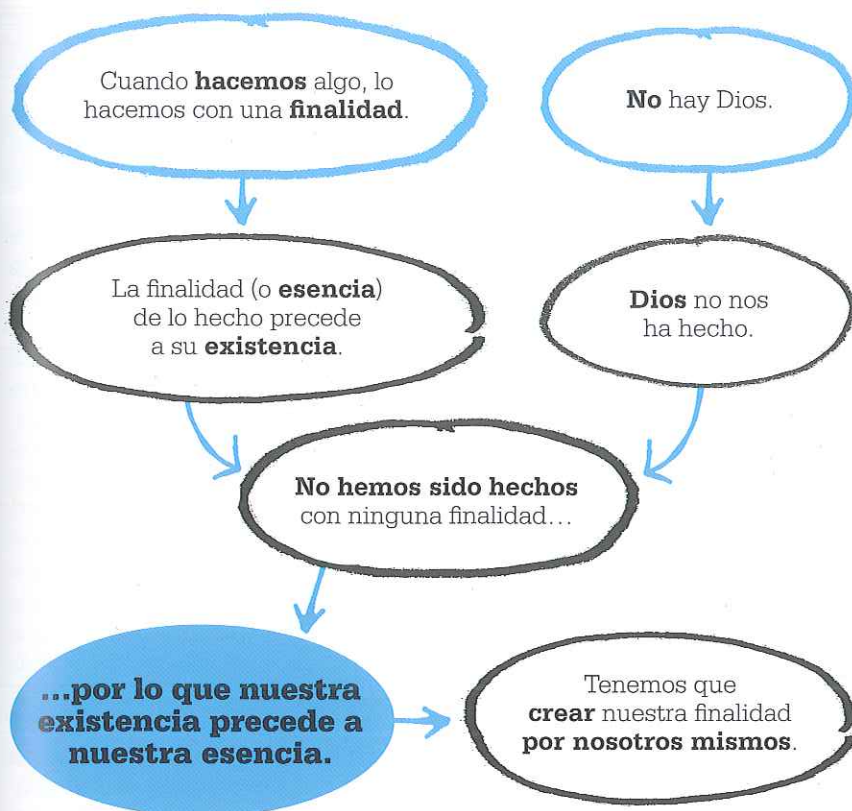 Cuando hacemos algo, lo
hacemos con una finalidad.
No hay Dios.
La finalidad (o esencia)
de lo hecho precede
a su existencia.
Dios no nos
ha hecho.
No hemos sido hechos
con ninguna finalidad…
…por lo que nuestra
existencia precede a
nuestra esencia.
Tenemos que
crear nuestra finalidad
por nosotros mismos.